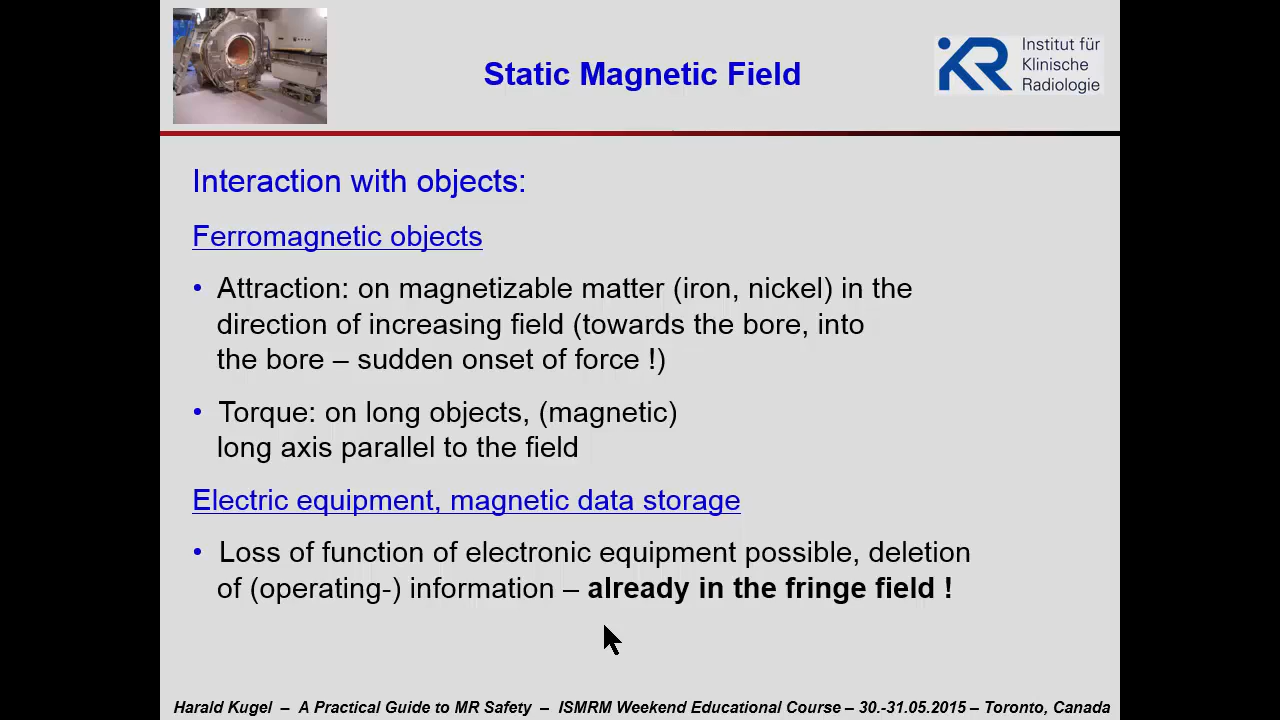 Static Magnetic Field
Institut für
Klinische
Radiologie
Interaction with objects:
Ferromagnetic objects
• Attraction: on magnetizable matter (iron, nickel) in the
direction of increasing field (towards the bore, into
the bore – sudden onset of force !)
• Torque: on long objects, (magnetic)
long axis parallel to the field
Electric equipment, magnetic data storage
• Loss of function of electronic equipment possible, deletion
of (operating-) information – already in the fringe field !
Harald Kugel – A Practical Guide to MR Safety – ISMRM Weekend Educational Course – 30.-31.05.2015 – Toronto, Canada